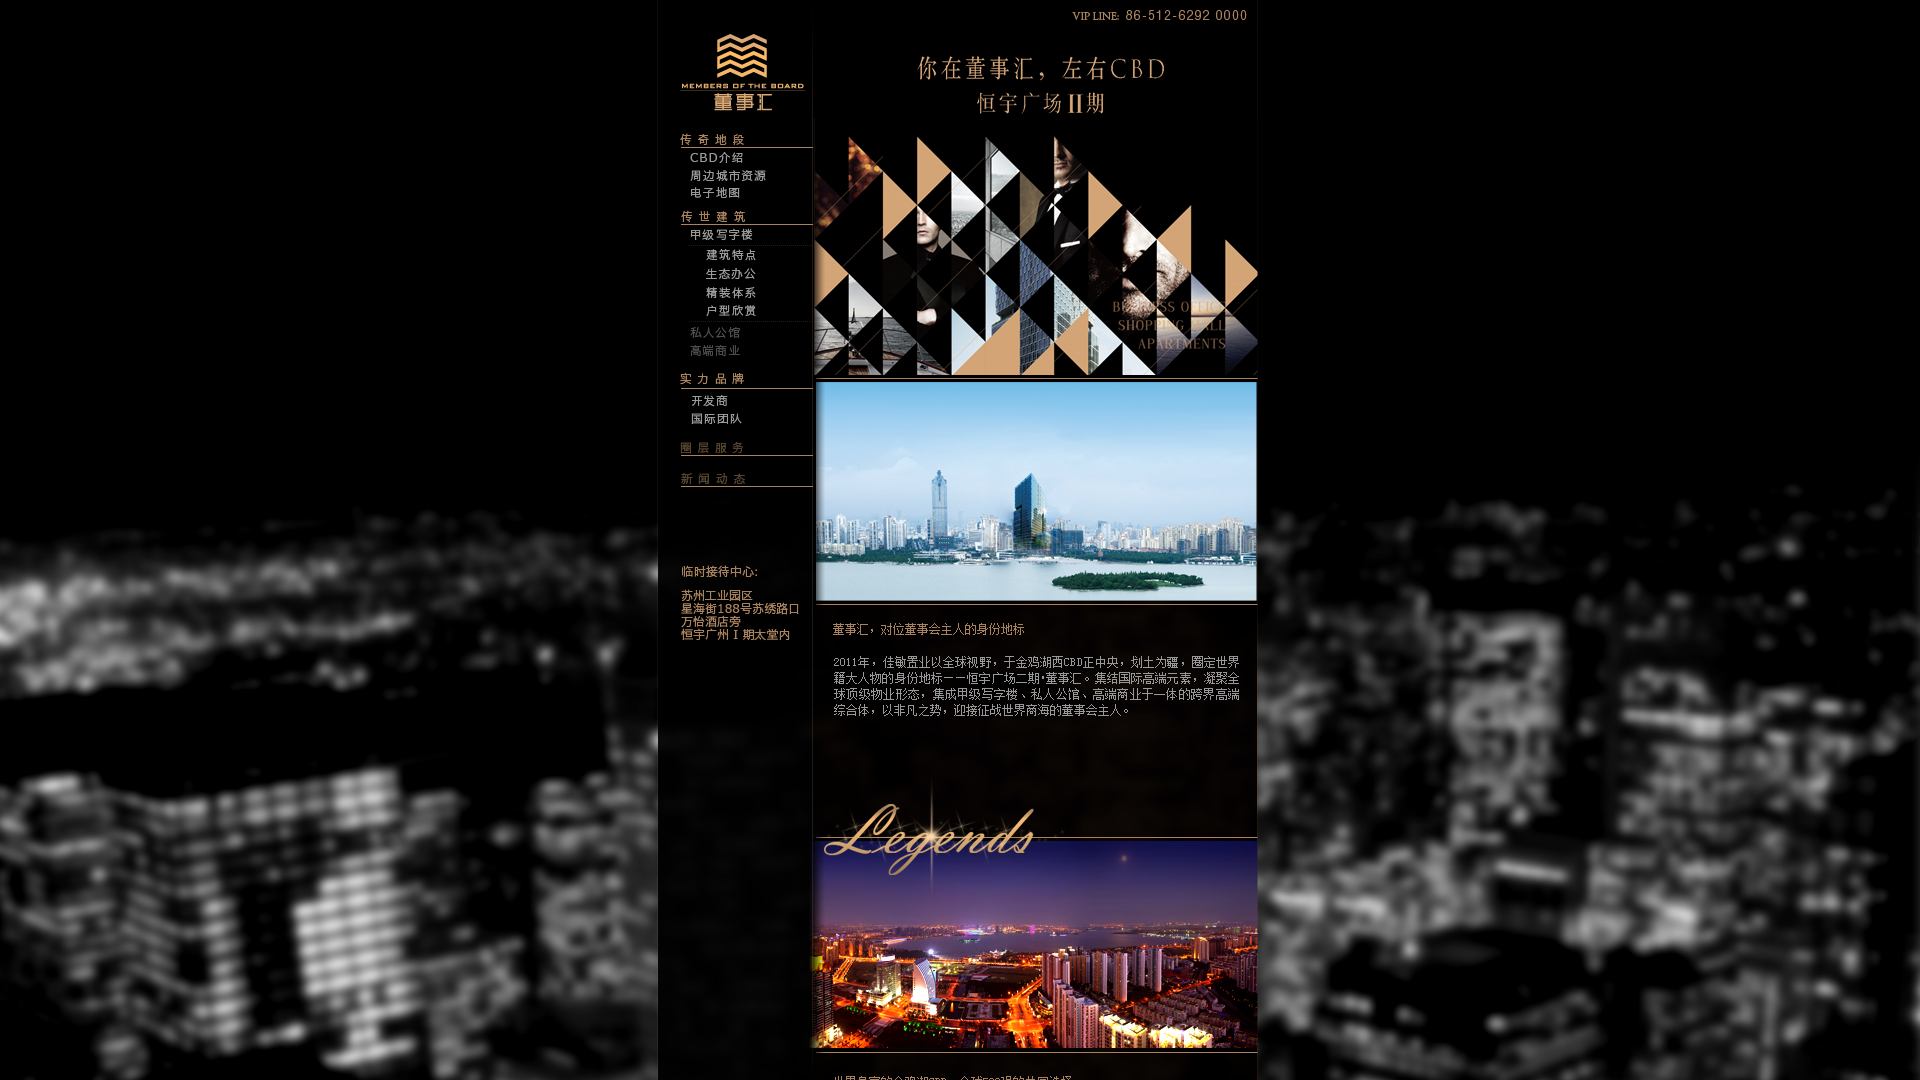 VIP LINE: 86-512-6292 0000
MEMBERS OF THE BOARD
董事汇
你在董事汇，左右CBD
恒宇广场II期
传奇地段
CBD介绍
周边城市资源
电子地图
传世建筑
甲级写字楼
建筑特点
生态办公
精装体系
户型欣赏
私人公馆
高端商业
实力品牌
开发商
国际团队
圈层服务
新闻动态
临时接待中心:
苏州工业园区
星海街188号苏绣路口
万怡酒店旁
恒宇广州 I 期太堂内
BUSINESS OFFICE
SHOPPING MALL
APARTMENTS
董事汇，对位董事会主人的身份地标
2011年，佳敏置业以全球视野，于金鸡湖西CBD正中央，划土为疆，圈定世界
籍大人物的身份地标——恒宇广场二期•董事汇。集结国际高端元素，凝聚全
球顶级物业形态，集成甲级写字楼、私人公馆、高端商业于一体的跨界高端
综合体，以非凡之势，迎接征战世界商海的董事会主人。
Legends